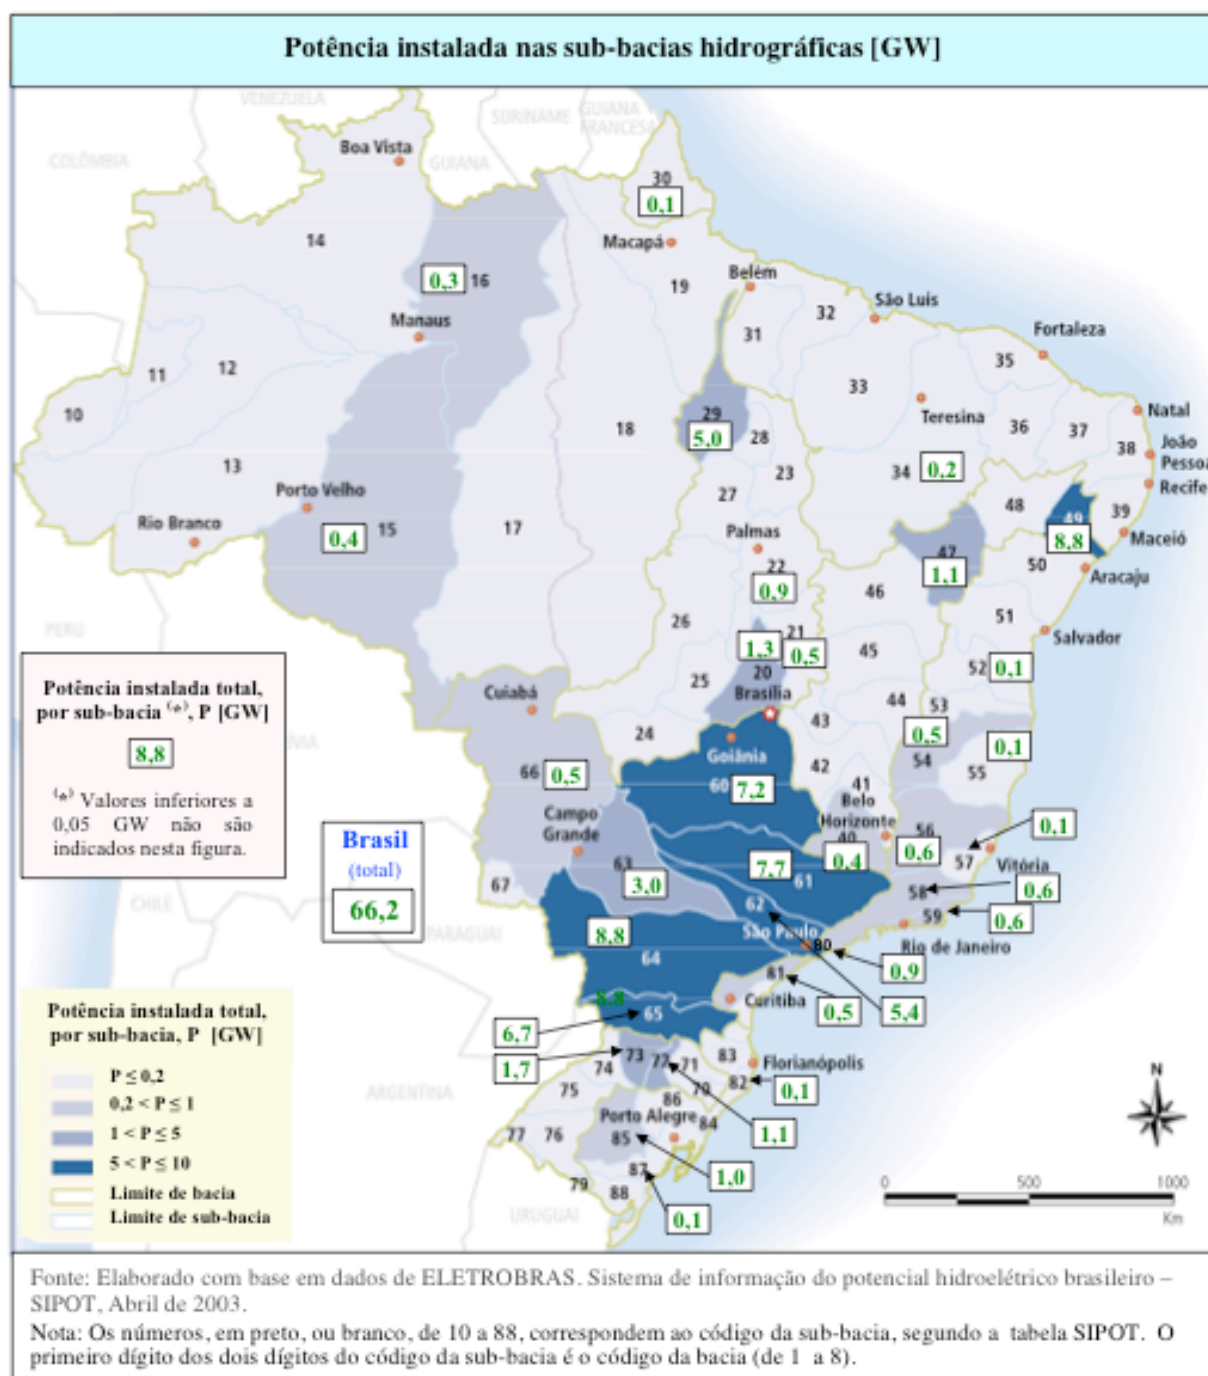 Potência instalada nas sub-bacias hidrográficas [GW]
VENEZUELA
SURINAME
GUIANA
FRANCESA
COLÔMBIA
GUIANA
Boa Vista
30
0,1
14
Macapá
0,3
16
19
Belém
São Luis
32
Manaus
31
Fortaleza
11
12
35
33
10
29
Teresina
Natal
5,0
28
18
36
37
38
João
Pessoa
13
23
34
0,2
Recife
Porto Velho
27
48
49
39
Rio Branco
15
17
Palmas
8,8
Maceió
0,4
22
47
50
Aracaju
0,9
46
1,1
51
PERU
26
1,3
21
Salvador
0,5
45
20
52
0,1
Potência instalada total,
por sub-bacia (*), P [GW]
8,8
(*) Valores inferiores a
0,05 GW não são
indicados nesta figura.
Cuiabá
25
Brasília
44
53
43
0,5
24
Goiânia
0,1
54
66
0,5
60
7,2
42
55
41
Campo
Grande
Belo
Horizonte
40
56
0,1
Brasil
(total)
66,2
63
0,4
0,6
57
Vitória
67
3,0
7,7
61
58
0,6
CHILE
62
59
0,6
PARAGUAI
8,8
São Paulo
80
Rio de Janeiro
64
0,9
81
8,8
Curitiba
0,5
5,4
65
6,7
1,7
73
72
71
83
Florianópolis
74
70
82
0,1
ARGENTINA
75
86
Porto Alegre
84
1,1
77
76
85
87
1,0
79
88
0,1
URUGUAI
N
0
500
1000
Km
Potência instalada total,
por sub-bacia, P [GW]
P ≤ 0,2
0,2 < P ≤ 1
1 < P ≤ 5
5 < P ≤ 10
Limite de bacia
Limite de sub-bacia
Fonte: Elaborado com base em dados de ELETROBRAS. Sistema de informação do potencial hidroelétrico brasileiro –
SIPOT, Abril de 2003.
Nota: Os números, em preto, ou branco, de 10 a 88, correspondem ao código da sub-bacia, segundo a tabela SIPOT. O
primeiro dígito dos dois dígitos do código da sub-bacia é o código da bacia (de 1 a 8).